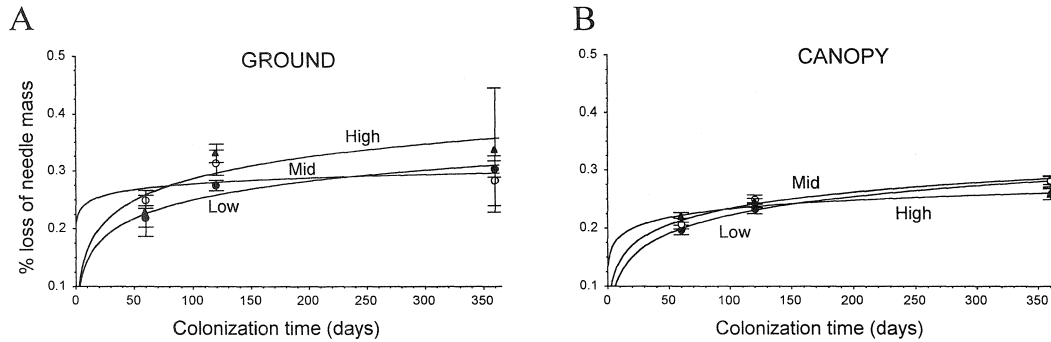 A
GROUND
% loss of needle mass
0.5
0.4
0.3
0.2
0.1
High
Mid
Low
0 50 100 150 200 250 300 350
Colonization time (days)
B
CANOPY
0.5
0.4
0.3
0.2
0.1
Mid
High
Low
0 50 100 150 200 250 300 350
Colonization time (days)